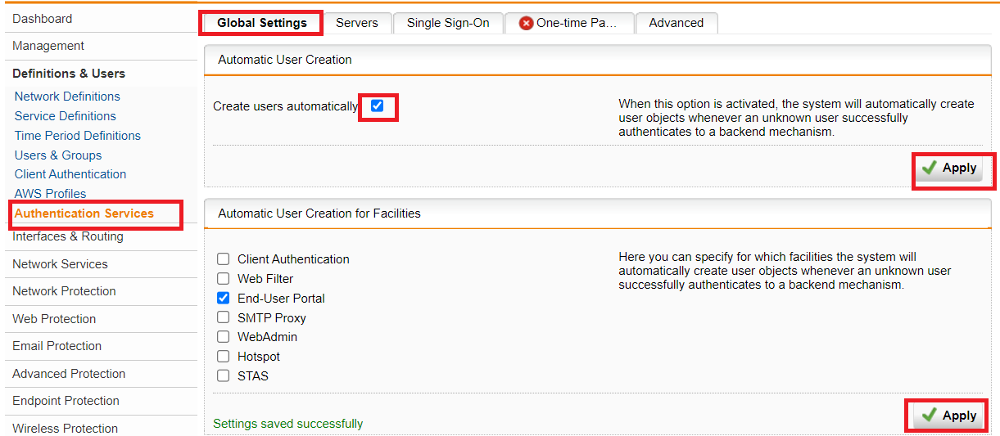 Dashboard
Management
Definitions & Users
Network Definitions
Service Definitions
Time Period Definitions
Users & Groups
Client Authentication
AWS Profiles
Authentication Services
Interfaces & Routing
Network Services
Network Protection
Web Protection
Email Protection
Advanced Protection
Endpoint Protection
Wireless Protection
Global Settings
Servers
Single Sign-On
One-time Pa...
Advanced
Automatic User Creation
Create users automatically
When this option is activated, the system will automatically create
user objects whenever an unknown user successfully
authenticates to a backend mechanism.
Apply
Automatic User Creation for Facilities
Client Authentication
Web Filter
End-User Portal
SMTP Proxy
WebAdmin
Hotspot
STAS
Here you can specify for which facilities the system will
automatically create user objects whenever an unknown user
successfully authenticates to a backend mechanism.
Settings saved successfully
Apply